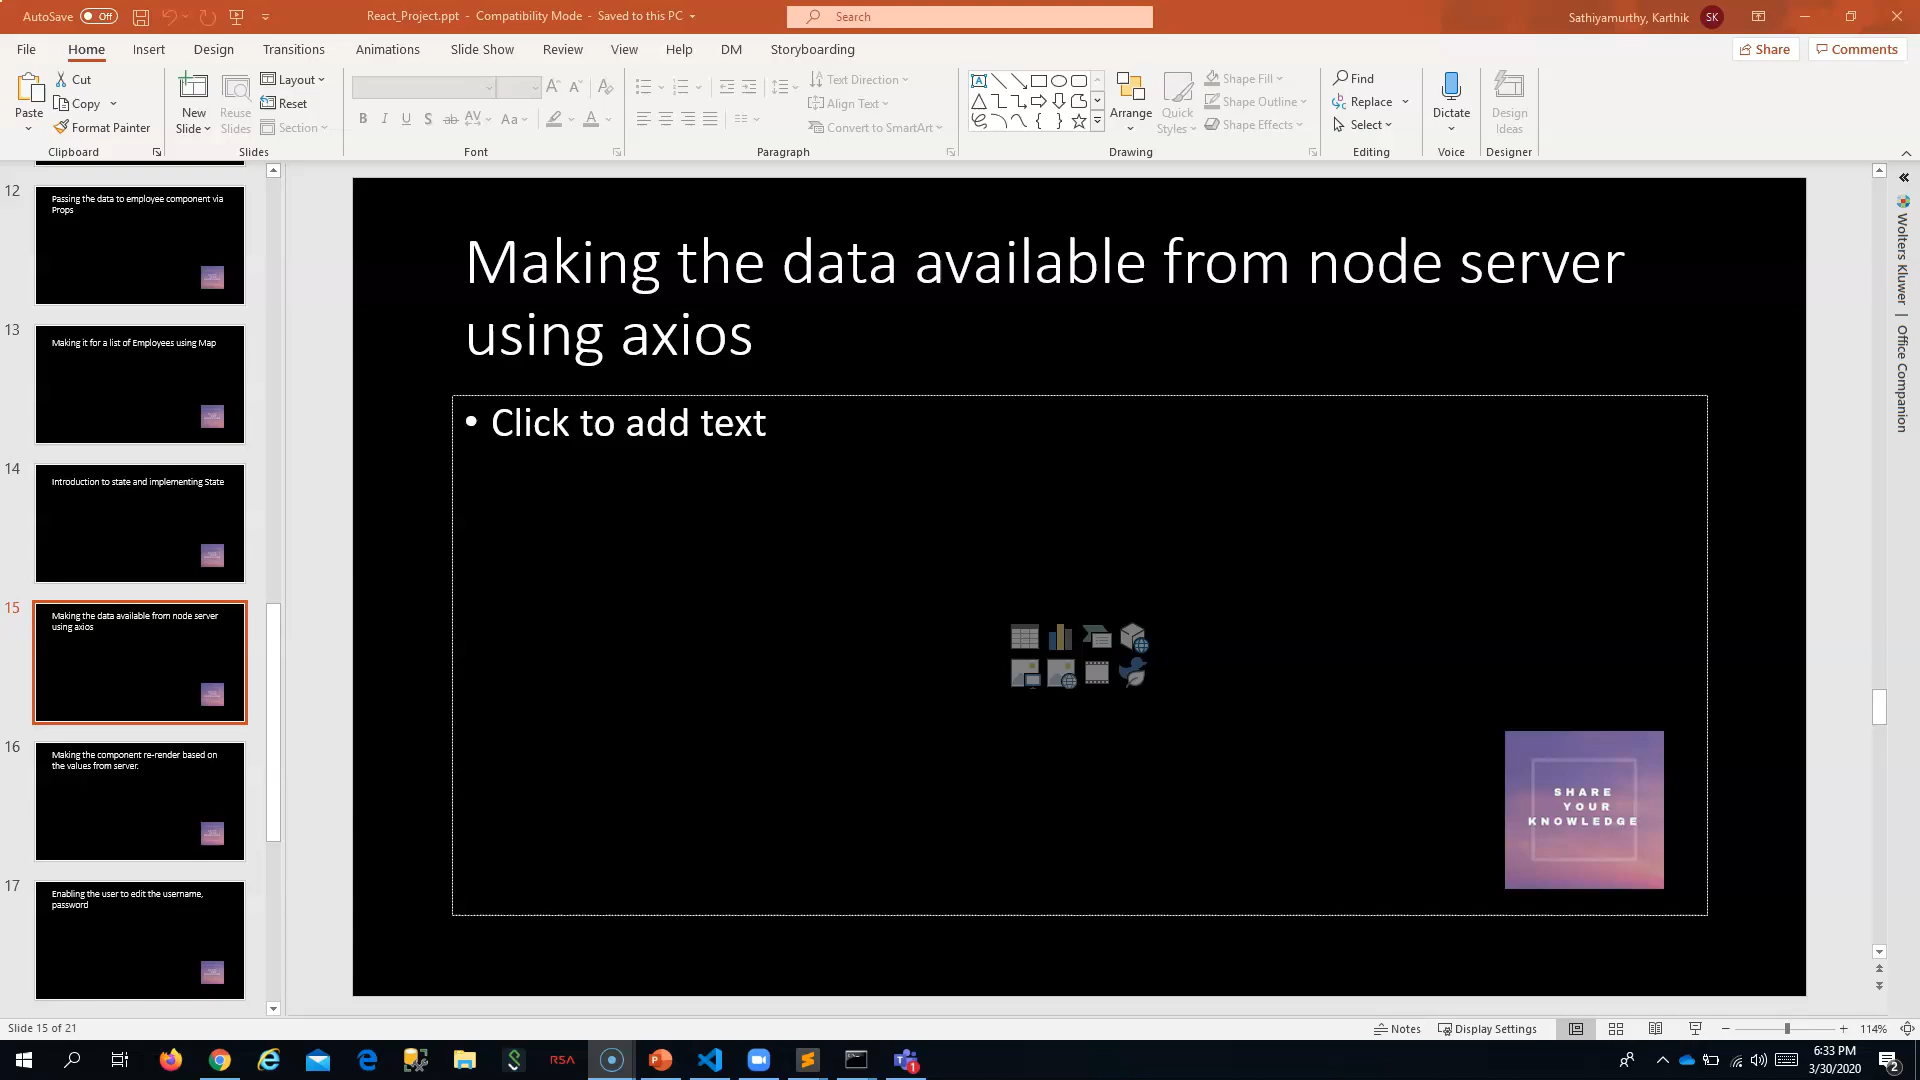 AutoSave Off
React_Project.ppt - Compatibility Mode - Saved to this PC
Search
Sathiyamurthy, Karthik SK
File Home Insert Design Transitions Animations Slide Show Review View Help DM Storyboarding
Share Comments
Paste
Cut
Copy
Format Painter
Clipboard
New Slide
Reuse Slides
Layout
Reset
Section
Slides
B I U S ab AV Aa A
Font
Text Direction
Align Text
Convert to SmartArt
Paragraph
Arrange
Quick Styles
Shape Fill
Shape Outline
Shape Effects
Drawing
Find
Replace
Select
Editing
Dictate
Voice
Design Ideas
Designer
12
Passing the data to employee component via
Props
13
Making it for a list of Employees using Map
14
Introduction to state and implementing State
15
Making the data available from node server
using axios
16
Making the component re-render based on
the values from server.
17
Enabling the user to edit the username,
password
Making the data available from node server
using axios
• Click to add text
SHARE
YOUR
KNOWLEDGE
Wolters Kluwer | Office Companion
Slide 15 of 21
Notes Display Settings 114%
RSA
6:33 PM
3/30/2020
1
2